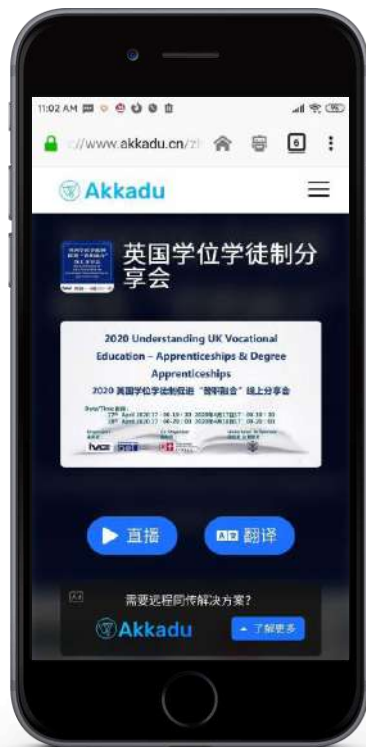 11:02 AM
://www.akkadu.cn/zh
6
Akkadu
英国学位学徒制分
享会
2020 Understanding UK Vocational
Education – Apprenticeships & Degree
Apprenticeships
2020 英国学位学徒制促进“教职融合”线上分享会
直播
翻译
需要远程同传解决方案?
Akkadu
了解更多